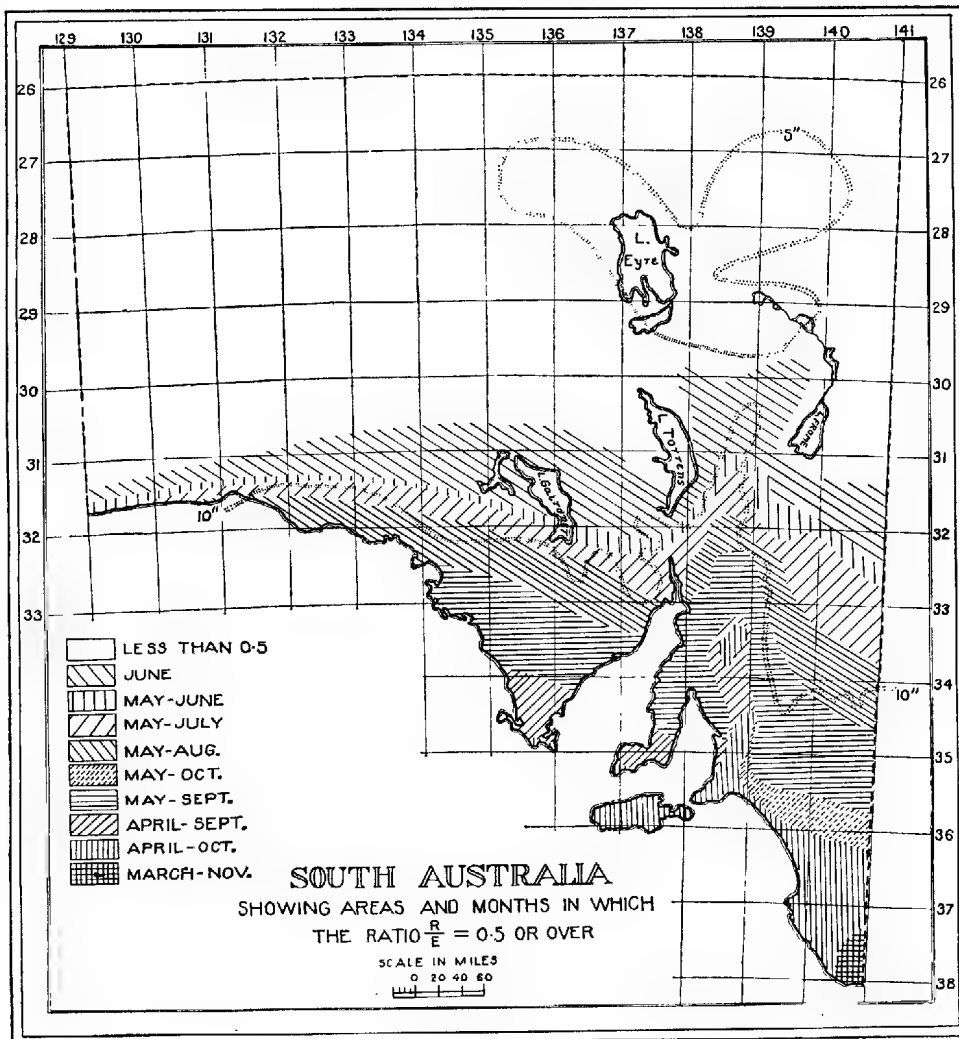 129 130 131 132 133 134 135 136 137 138 139 140 141
26 26
5"
27 27
28 28
L. Eyre
29 29
30 30
L. FROME
L. TORRENS
31 31
L. GAIRDNER
10"
32 32
33 33
LESS THAN 0·5
JUNE
MAY-JUNE
MAY-JULY
MAY-AUG.
MAY-OCT.
MAY-SEPT.
APRIL-SEPT.
APRIL-OCT.
MARCH-NOV.
10"
34
35
36
37
38
SOUTH AUSTRALIA
SHOWING AREAS AND MONTHS IN WHICH
THE RATIO R/E = 0·5 OR OVER
SCALE IN MILES
0 20 40 60